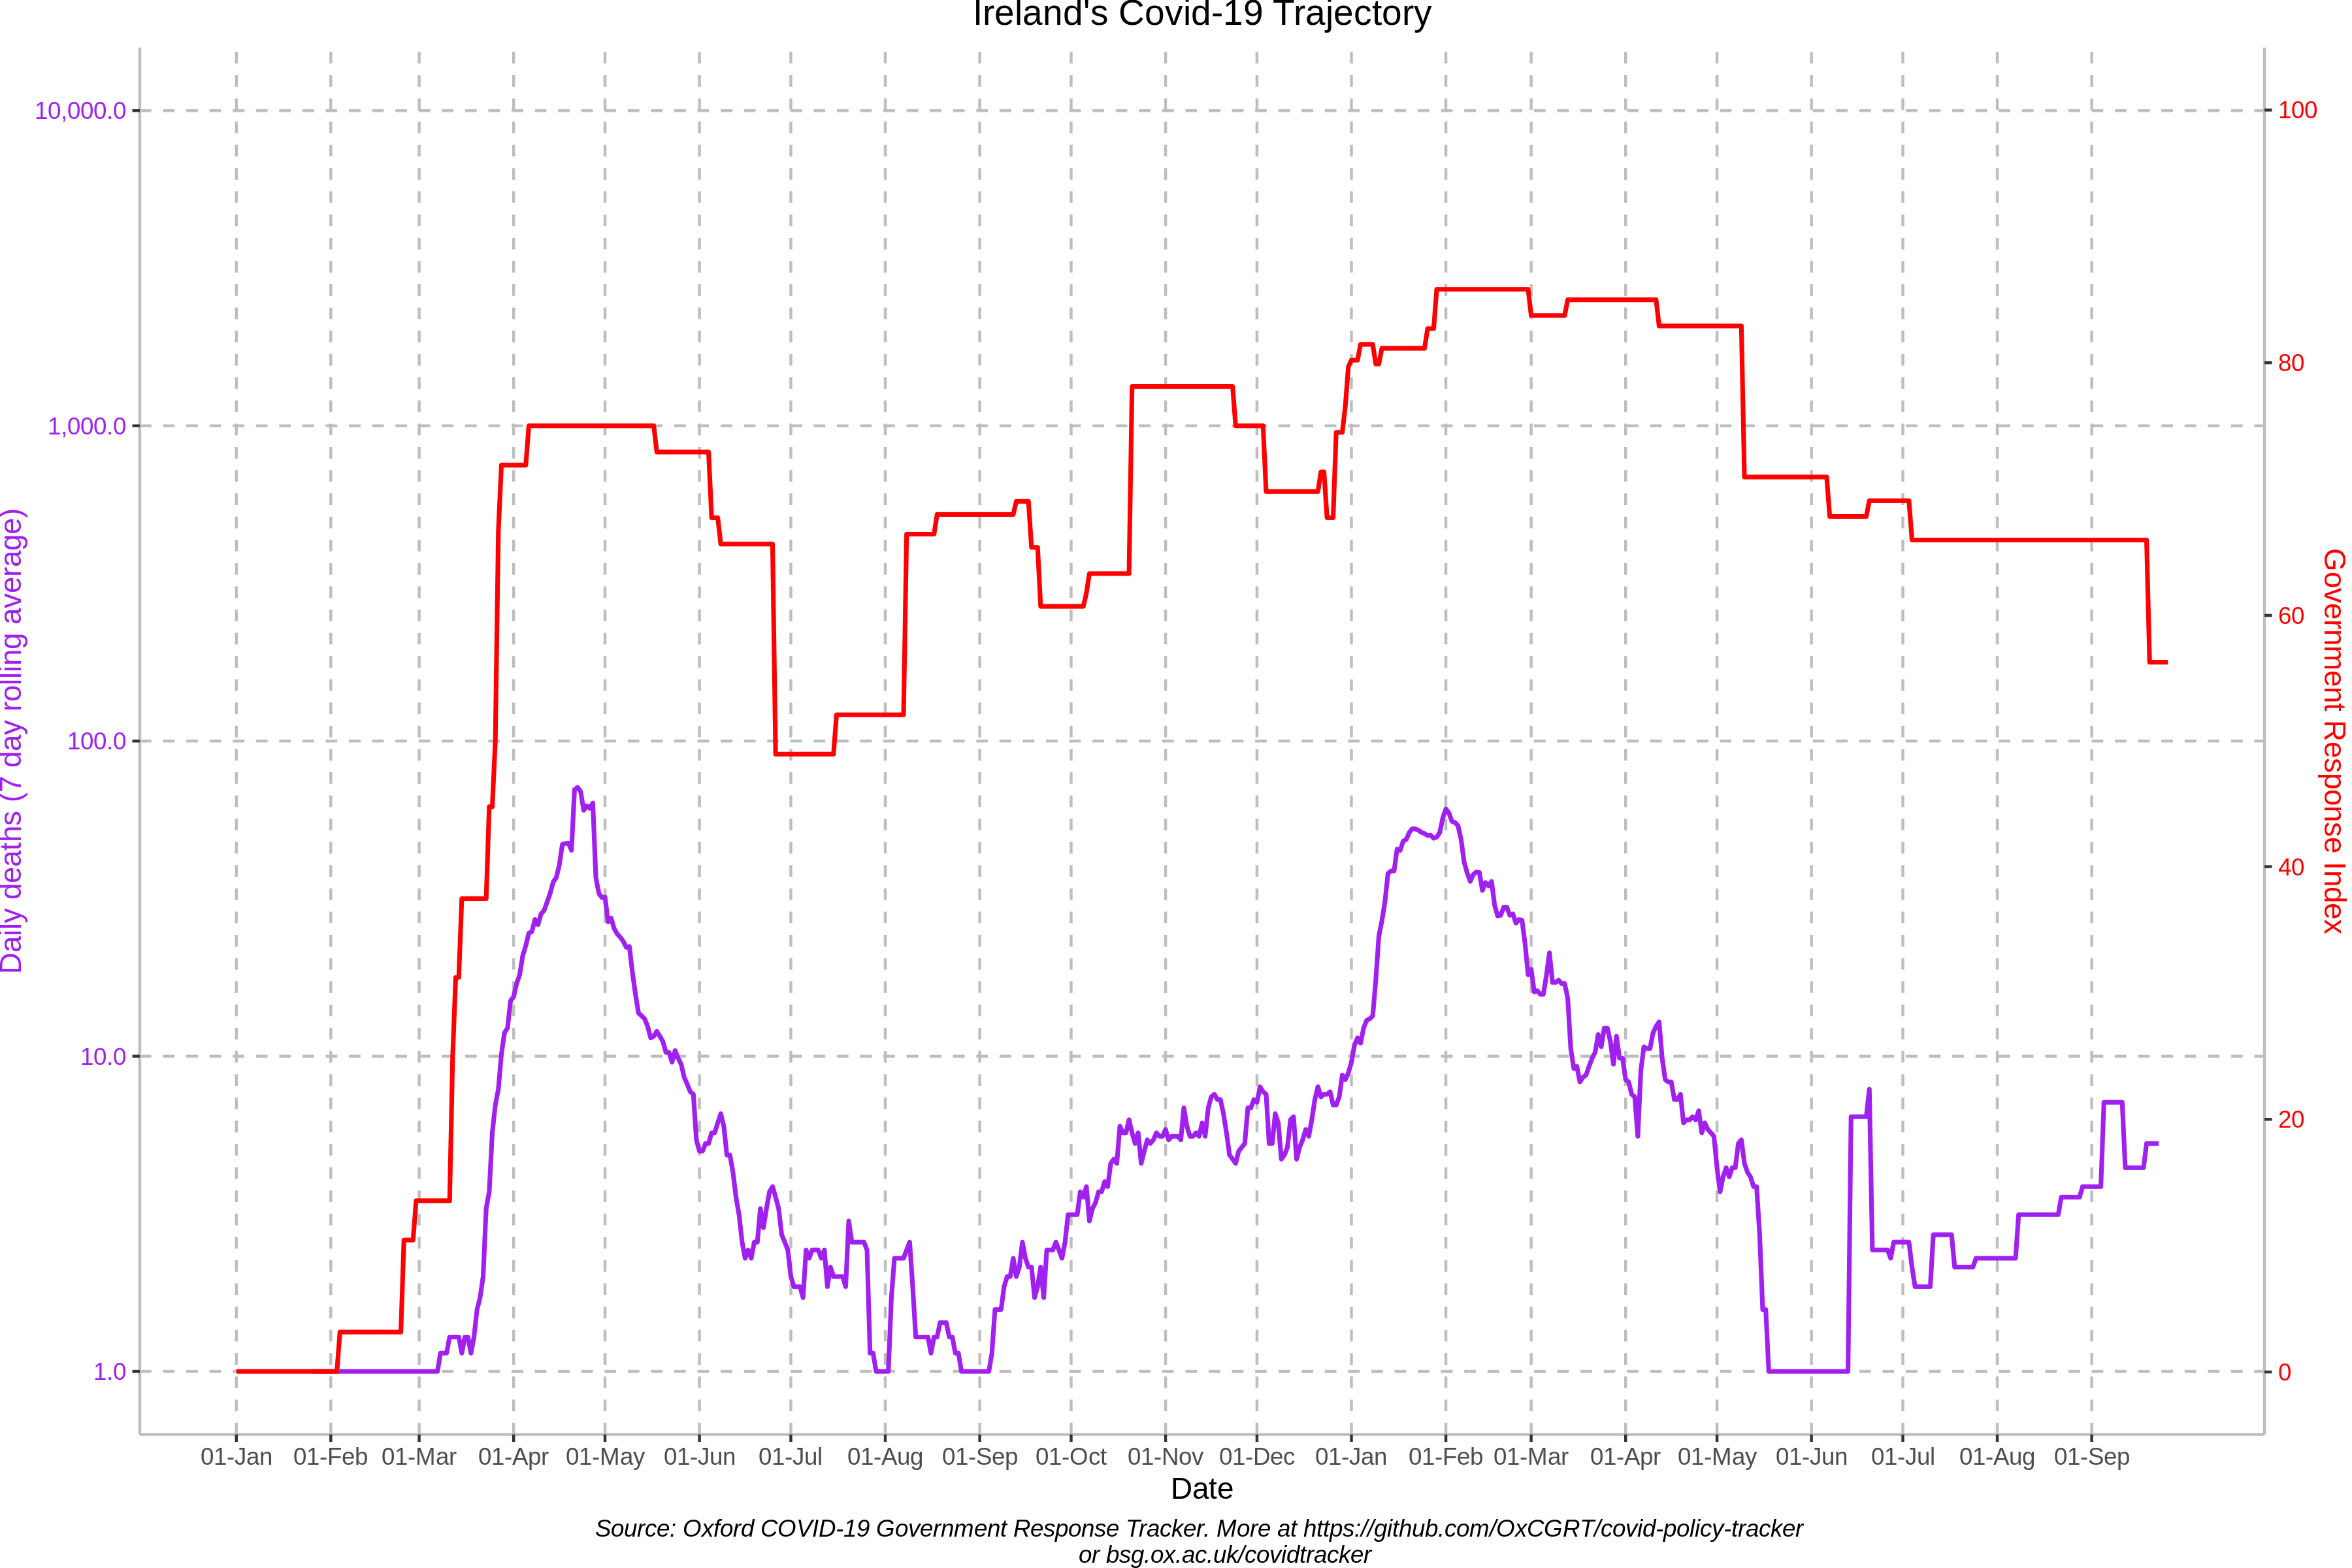 Ireland's Covid-19 Trajectory
10,000.0
1,000.0
100.0
10.0
1.0
Daily deaths (7 day rolling average)
100
80
60
40
20
0
Government Response Index
01-Jan 01-Feb 01-Mar 01-Apr 01-May 01-Jun 01-Jul 01-Aug 01-Sep 01-Oct 01-Nov 01-Dec 01-Jan 01-Feb 01-Mar 01-Apr 01-May 01-Jun 01-Jul 01-Aug 01-Sep
Date
Source: Oxford COVID-19 Government Response Tracker. More at https://github.com/OxCGRT/covid-policy-tracker
or bsg.ox.ac.uk/covidtracker